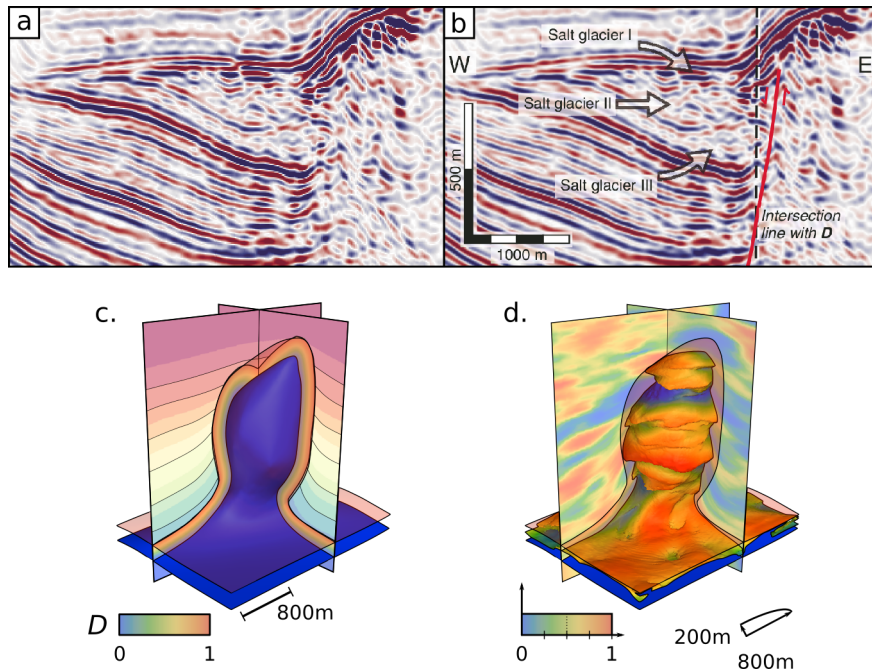 a
b
Salt glacier I
W
E
Salt glacier II
Salt glacier III
500 m
1000 m
Intersection
line with D
c.
d.
800m
D
0
1
0
1
200m
800m